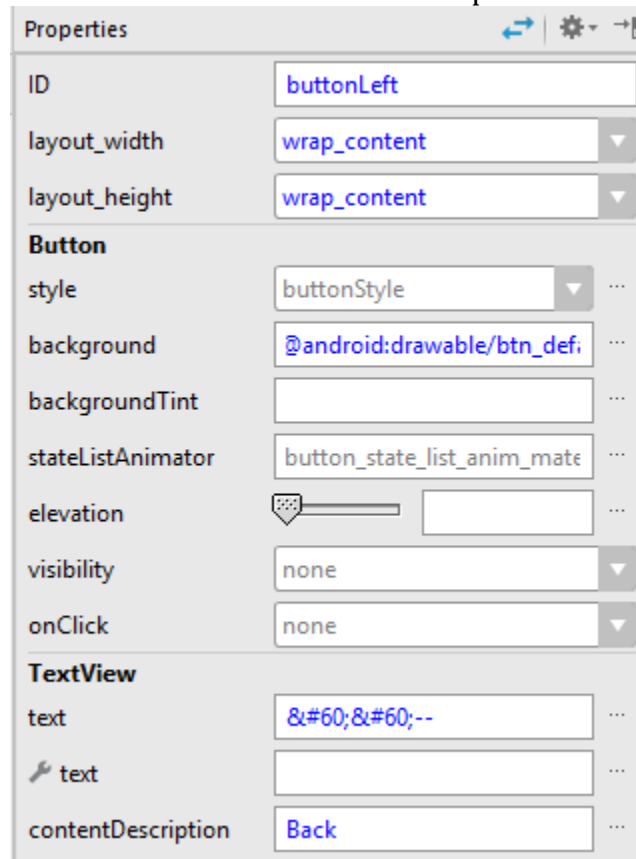 Properties
ID buttonLeft
layout_width wrap_content
layout_height wrap_content
Button
style buttonStyle ...
background @android:drawable/btn_defa ...
backgroundTint ...
stateListAnimator button_state_list_anim_mate ...
elevation ...
visibility none
onClick none
TextView
text &#60;&#60;-- ...
text ...
contentDescription Back ...